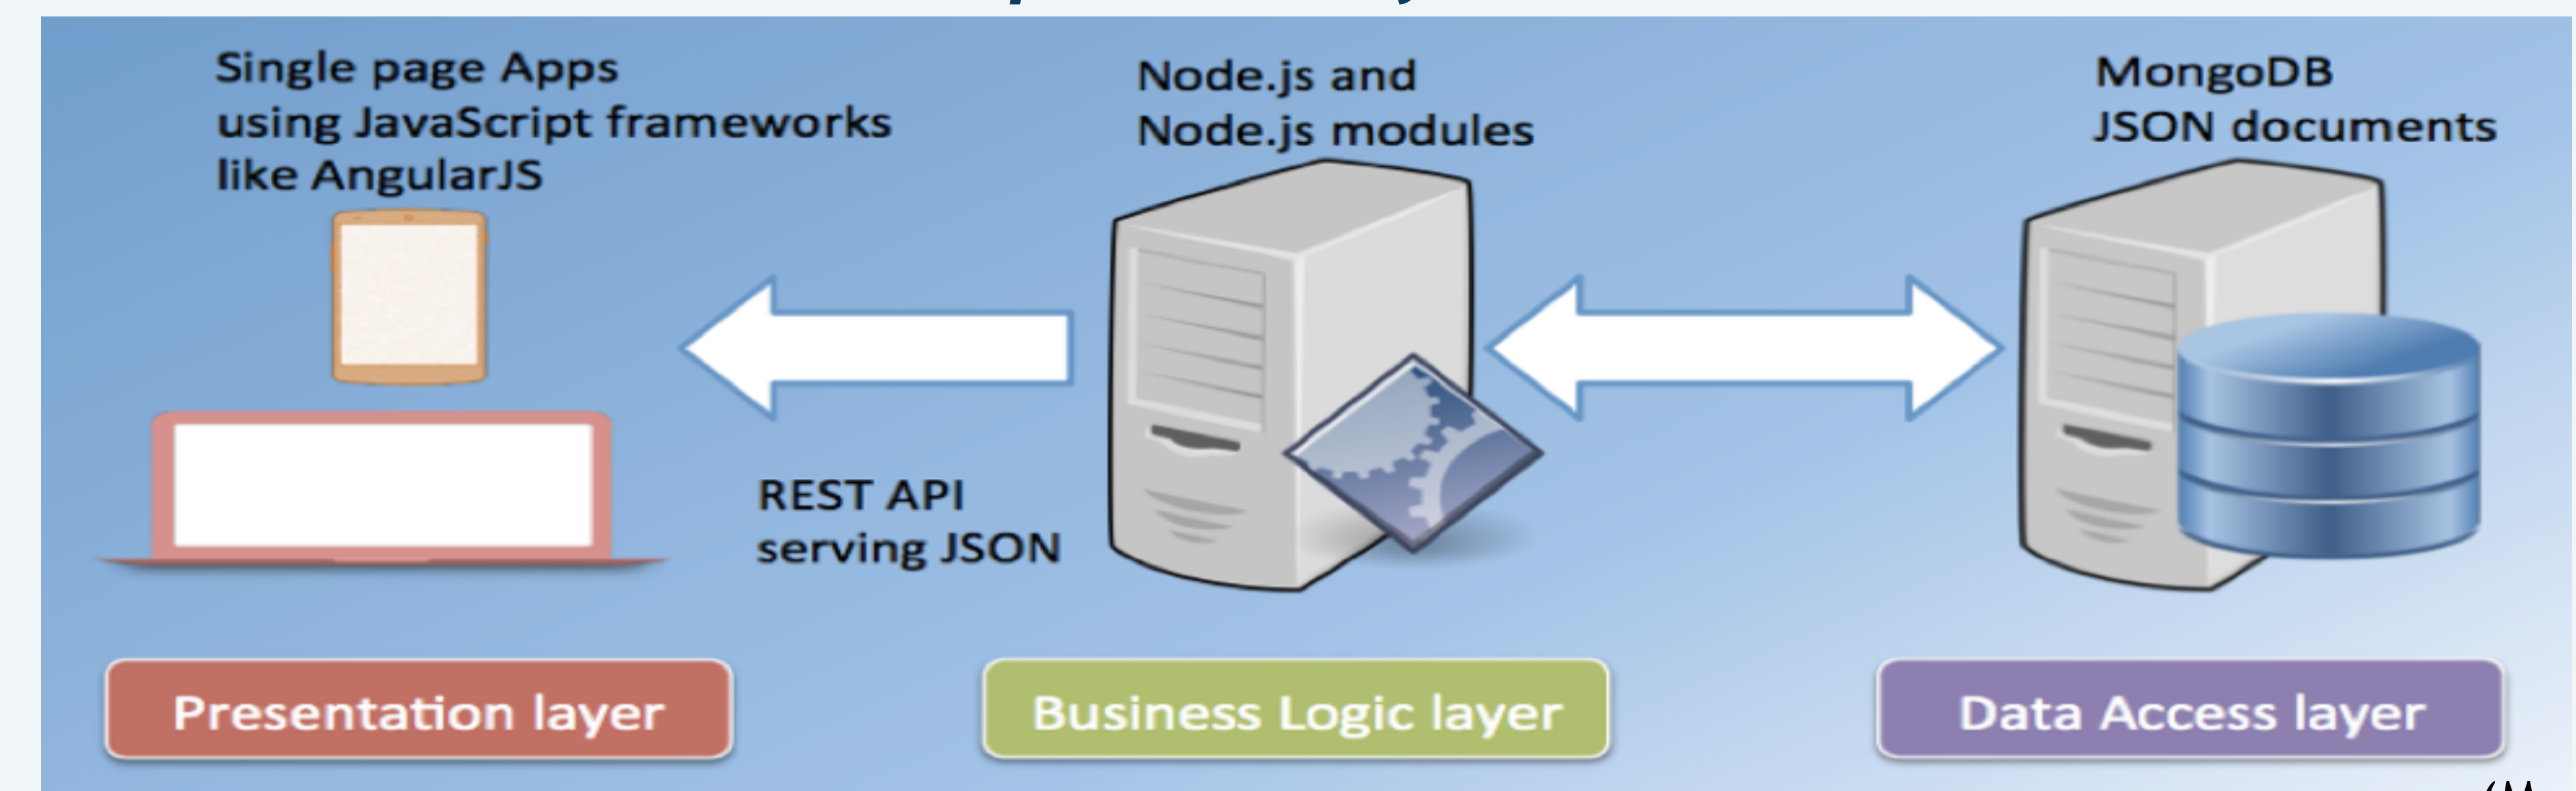 Single page Apps
using JavaScript frameworks
like AngularJS
Node.js and
Node.js modules
MongoDB
JSON documents
REST API
serving JSON
Presentation layer
Business Logic layer
Data Access layer